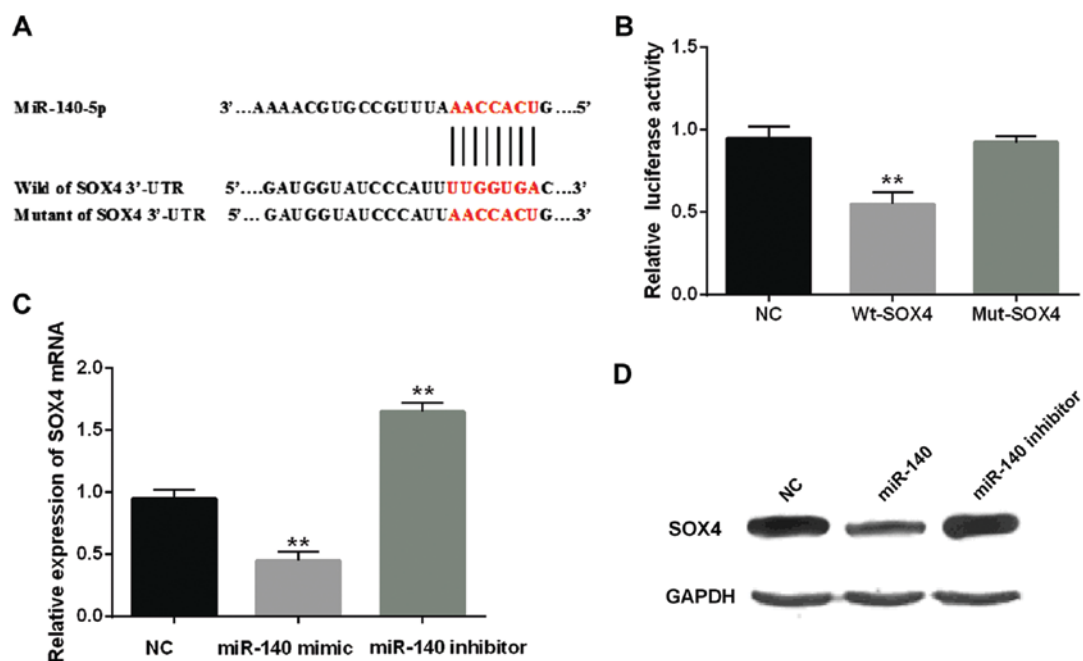 A
MiR-140-5p 3'...AAAACGUGCCGUUUAAACCACUG....5'
Wild of SOX4 3'-UTR 5'....GAUGGUAUCCCAUUUUGGUGAC...3'
Mutant of SOX4 3'-UTR 5'... GAUGGUAUCCCAUUAACCACUG....3'
B
Relative luciferase activity
1.5
1.0
0.5
0.0
**
NC Wt-SOX4 Mut-SOX4
C
Relative expression of SOX4 mRNA
2.0
1.5
1.0
0.5
0.0
**
**
NC miR-140 mimic miR-140 inhibitor
D
NC miR-140 miR-140 inhibitor
SOX4
GAPDH